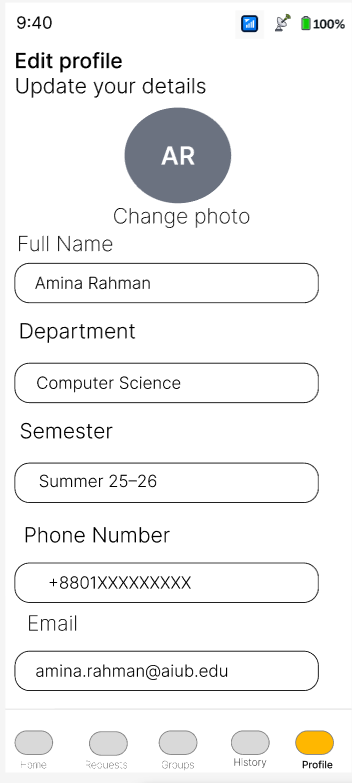 9:40
100%
Edit profile
Update your details
AR
Change photo
Full Name
Amina Rahman
Department
Computer Science
Semester
Summer 25–26
Phone Number
+8801XXXXXXXXX
Email
amina.rahman@aiub.edu
Home Requests Groups History Profile